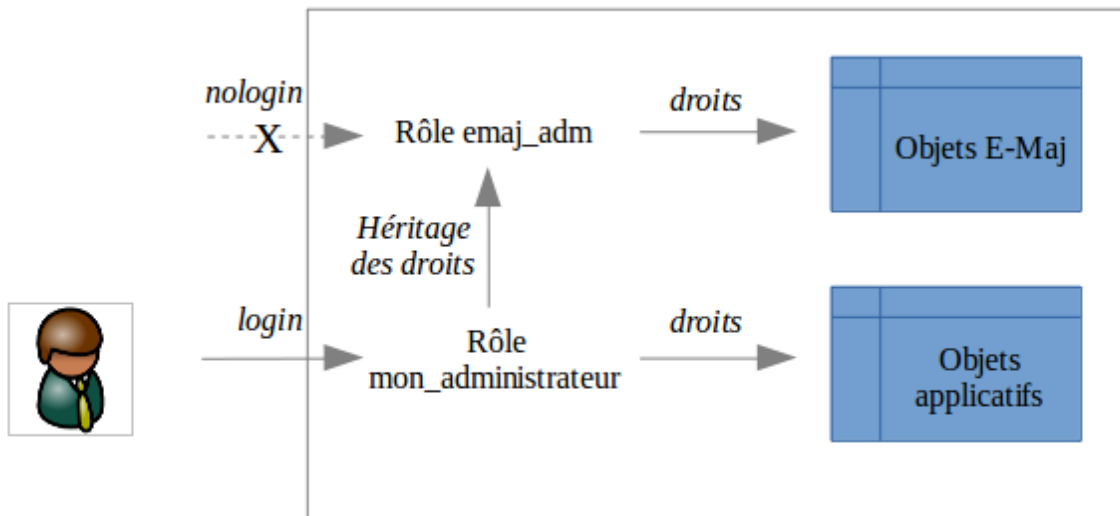 nologin
X
Rôle emaj_adm
droits
Objets E-Maj
Héritage
des droits
login
Rôle
mon_administrateur
droits
Objets
applicatifs